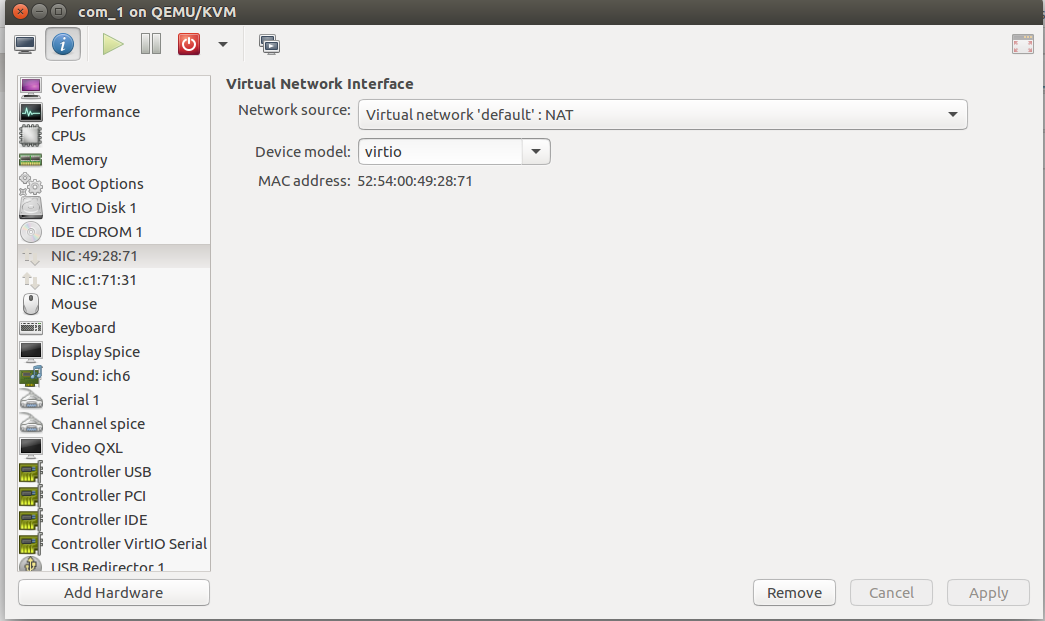 com_1 on QEMU/KVM
Overview
Performance
CPUs
Memory
Boot Options
VirtIO Disk 1
IDE CDROM 1
NIC :49:28:71
NIC :c1:71:31
Mouse
Keyboard
Display Spice
Sound: ich6
Serial 1
Channel spice
Video QXL
Controller USB
Controller PCI
Controller IDE
Controller VirtIO Serial
USB Redirector 1
Add Hardware
Virtual Network Interface
Network source: Virtual network 'default' : NAT
Device model: virtio
MAC address: 52:54:00:49:28:71
Remove Cancel Apply